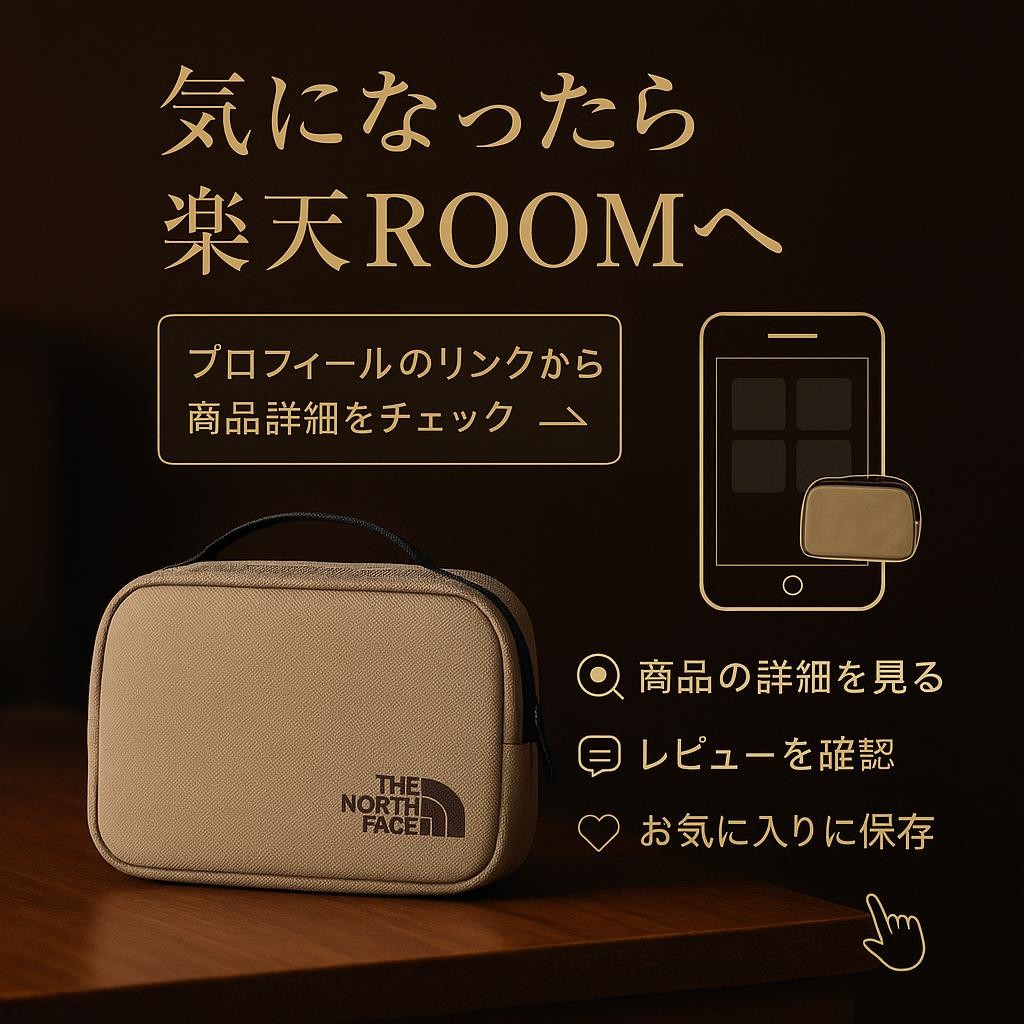 気になったら
楽天ROOMへ
プロフィールのリンクから
商品詳細をチェック →
THE
NORTH
FACE
商品の詳細を見る
レビューを確認
お気に入りに保存